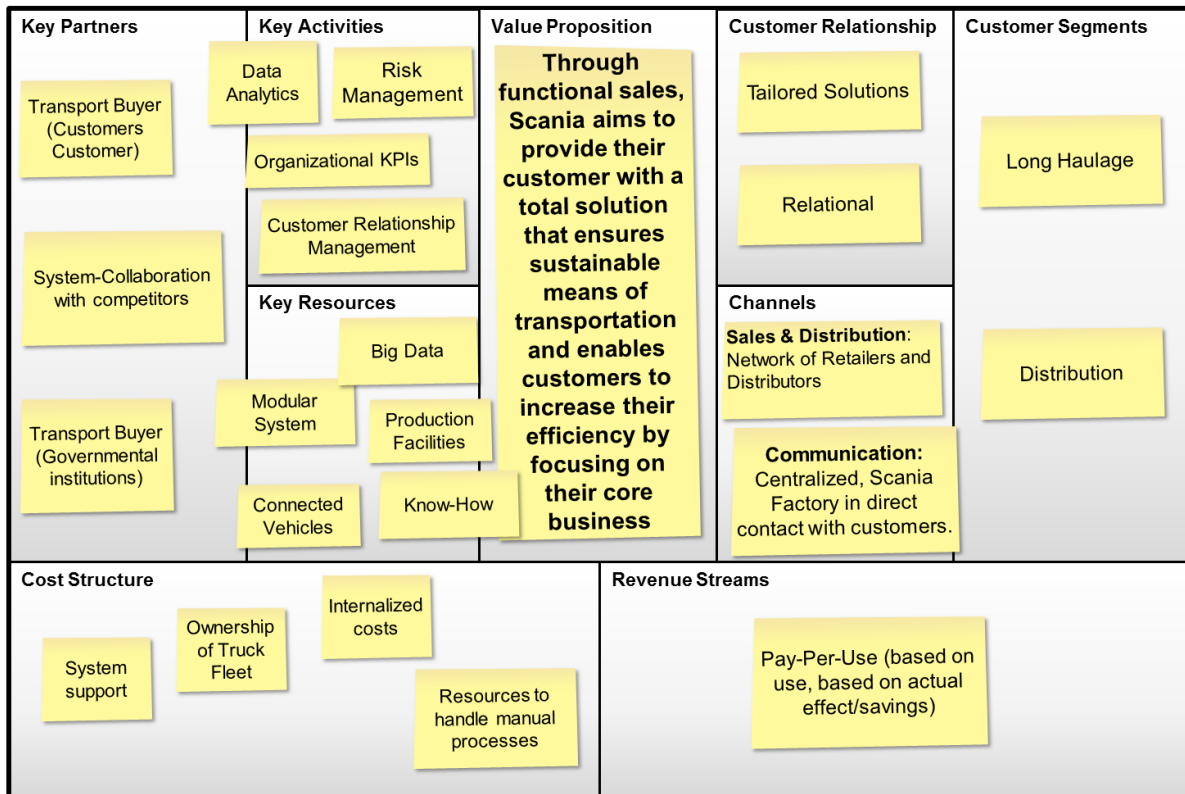 Key Partners
Transport Buyer
(Customers
Customer)
System-Collaboration
with competitors
Transport Buyer
(Governmental
institutions)
Key Activities
Data
Analytics
Risk
Management
Organizational KPIs
Customer Relationship
Management
Key Resources
Big Data
Modular
System
Production
Facilities
Connected
Vehicles
Know-How
Value Proposition
Through
functional sales,
Scania aims to
provide their
customer with a
total solution
that ensures
sustainable
means of
transportation
and enables
customers to
increase their
efficiency by
focusing on
their core
business
Customer Relationship
Tailored Solutions
Relational
Channels
Sales & Distribution:
Network of Retailers and
Distributors
Communication:
Centralized, Scania
Factory in direct
contact with customers.
Customer Segments
Long Haulage
Distribution
Cost Structure
System
support
Ownership
of Truck
Fleet
Internalized
costs
Resources to
handle manual
processes
Revenue Streams
Pay-Per-Use (based on
use, based on actual
effect/savings)